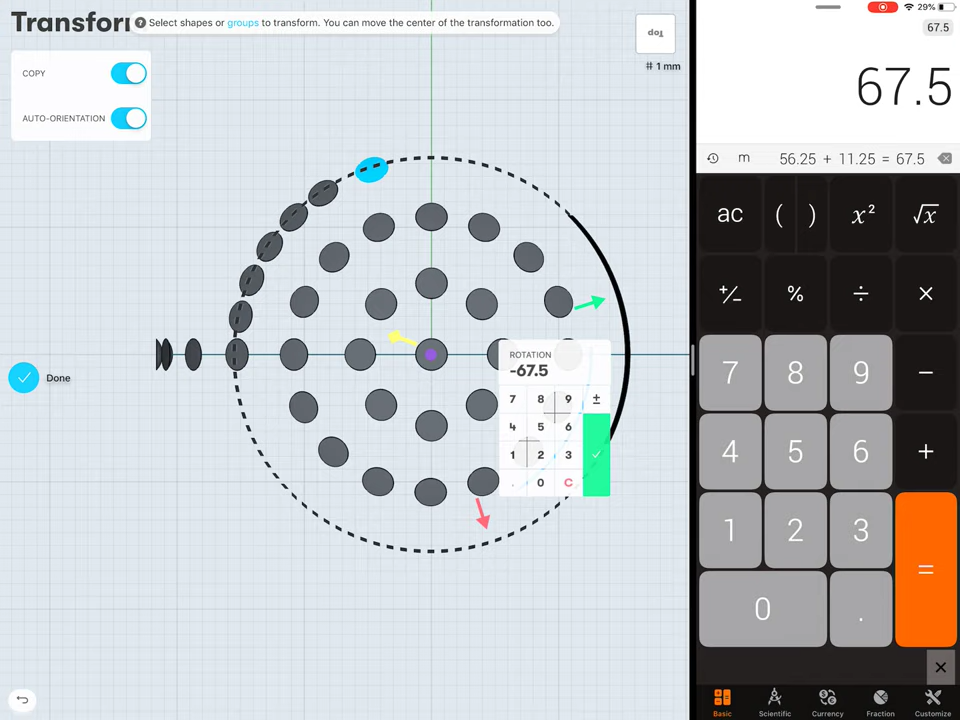 Transform
Select shapes or groups to transform. You can move the center of the transformation too.
COPY
AUTO-ORIENTATION
Top
# 1 mm
Done
ROTATION
-67.5
7 8 9 ±
4 5 6
1 2 3
. 0 C
29%
67.5
67.5
m 56.25 + 11.25 = 67.5
ac ( ) x² √x
+/− % ÷ ×
7 8 9 −
4 5 6 +
1 2 3 =
0 .
Basic Scientific Currency Fraction Customize